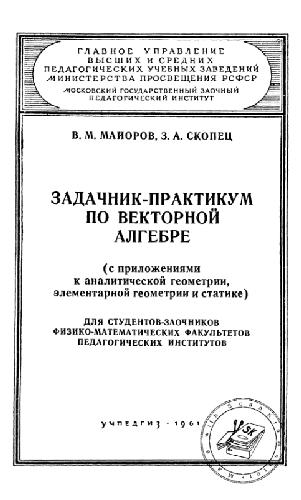 ГЛАВНОЕ УПРАВЛЕНИЕ
ВЫСШИХ И СРЕДНИХ
ПЕДАГОГИЧЕСКИХ УЧЕБНЫХ ЗАВЕДЕНИЙ
МИНИСТЕРСТВА ПРОСВЕЩЕНИЯ РСФСР
МОСКОВСКИЙ ГОСУДАРСТВЕННЫЙ ЗАОЧНЫЙ
ПЕДАГОГИЧЕСКИЙ ИНСТИТУТ
В. М. МАЙОРОВ, З. А. СКОПЕЦ
ЗАДАЧНИК-ПРАКТИКУМ
ПО ВЕКТОРНОЙ
АЛГЕБРЕ
(с приложениями
к аналитической геометрии,
элементарной геометрии и статике)
ДЛЯ СТУДЕНТОВ-ЗАОЧНИКОВ
ФИЗИКО-МАТЕМАТИЧЕСКИХ ФАКУЛЬТЕТОВ
ПЕДАГОГИЧЕСКИХ ИНСТИТУТОВ
УЧПЕДГИЗ - 1961